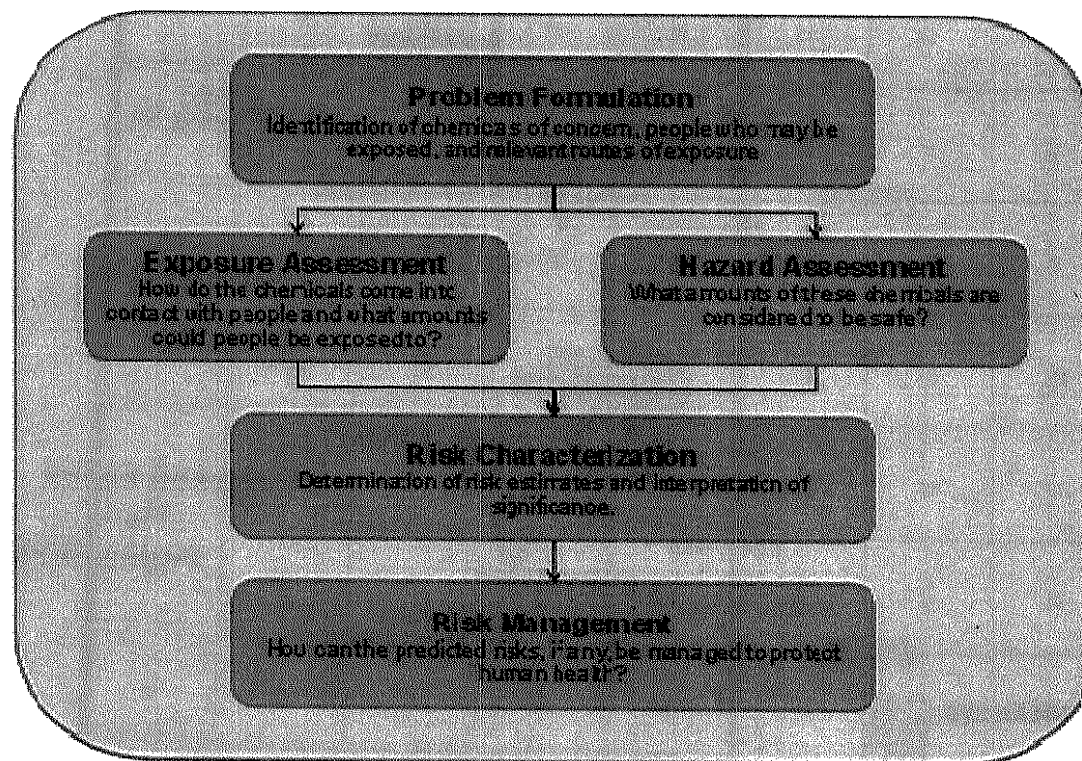 Problem Formulation
Identification of chemicals of concern, people who may be
exposed, and relevant routes of exposure
Exposure Assessment
How do the chemicals come into
contact with people and what amounts
could people be exposed to?
Hazard Assessment
What amounts of these chemicals are
considered to be safe?
Risk Characterization
Determination of risk estimates and interpretation of
significance.
Risk Management
How can the predicted risks, if any, be managed to protect
human health?